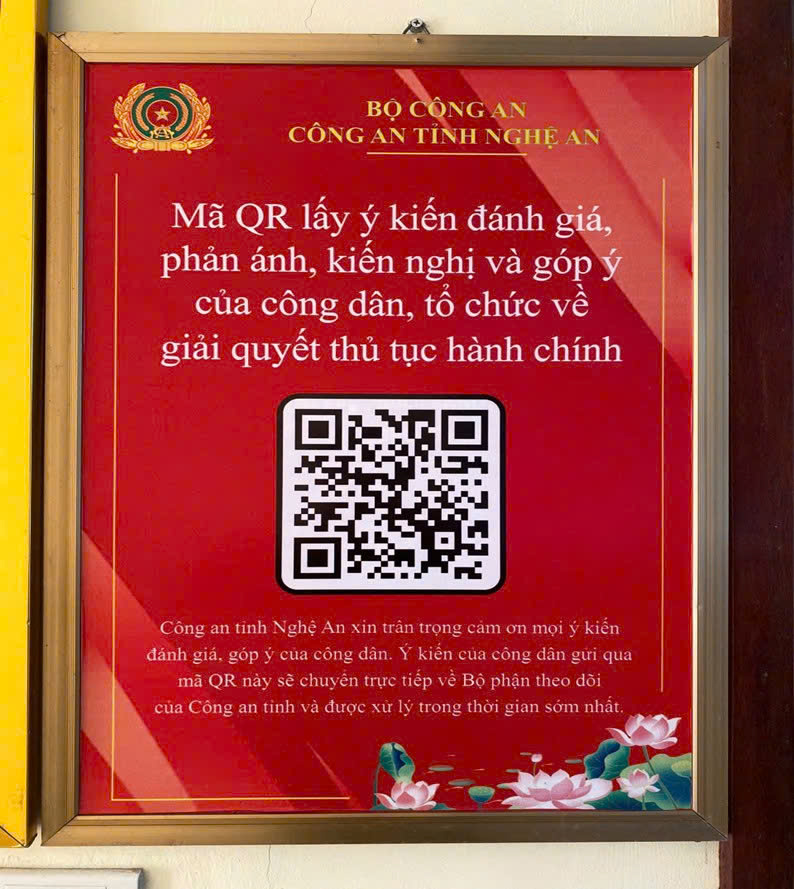 BỘ CÔNG AN
CÔNG AN TỈNH NGHỆ AN
Mã QR lấy ý kiến đánh giá,
phản ánh, kiến nghị và góp ý
của công dân, tổ chức về
giải quyết thủ tục hành chính
Công an tỉnh Nghệ An xin trân trọng cảm ơn mọi ý kiến
đánh giá, góp ý của công dân. Ý kiến của công dân gửi qua
mã QR này sẽ chuyển trực tiếp về Bộ phận theo dõi
của Công an tỉnh và được xử lý trong thời gian sớm nhất.